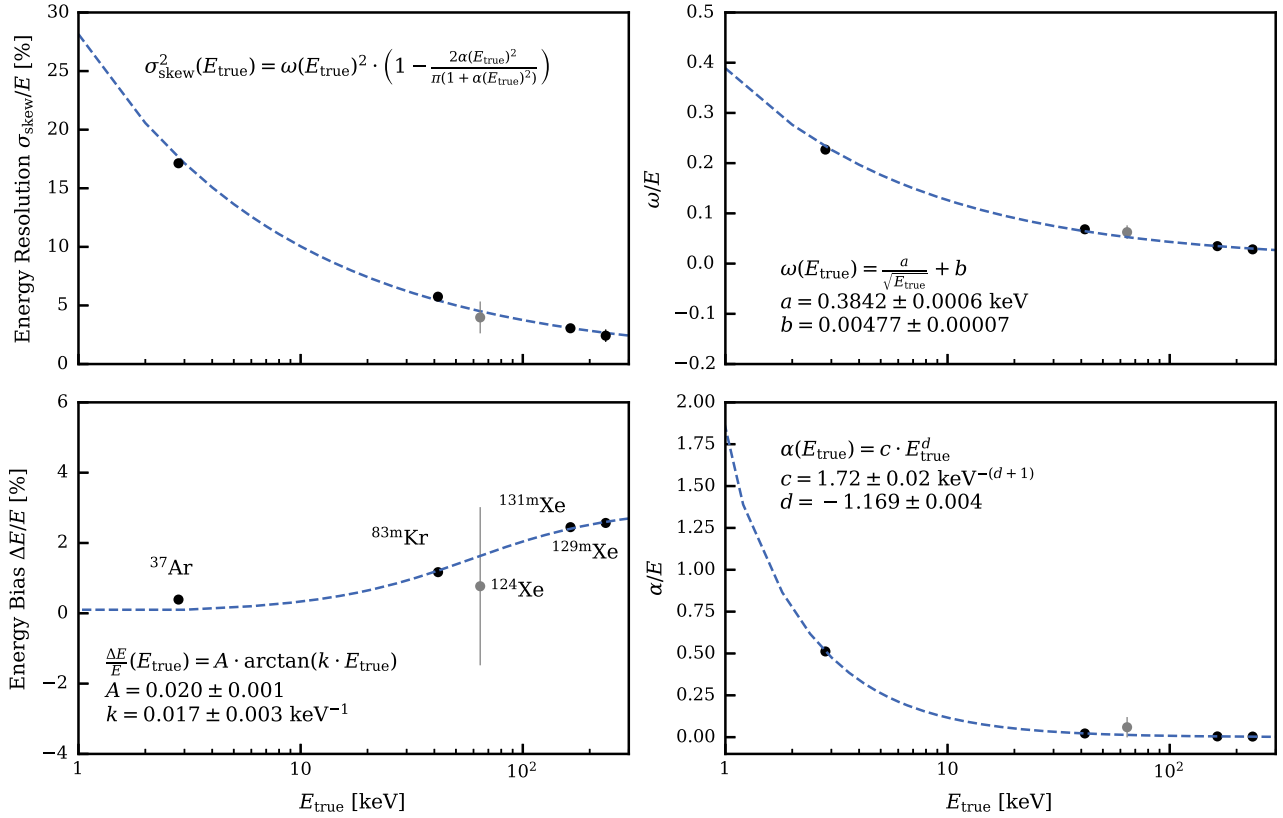 30
25
20
15
10
5
0
Energy Resolution σ_skew/E [%]
σ²_skew(E_true) = ω(E_true)² · (1 − 2α(E_true)² / π(1 + α(E_true)²))
0.5
0.4
0.3
0.2
0.1
0.0
−0.1
−0.2
ω/E
ω(E_true) = a/√E_true + b
a = 0.3842 ± 0.0006 keV
b = 0.00477 ± 0.00007
6
4
2
0
−2
−4
Energy Bias ΔE/E [%]
³⁷Ar
⁸³ᵐKr
¹³¹ᵐXe
¹²⁹ᵐXe
¹²⁴Xe
ΔE/E(E_true) = A · arctan(k · E_true)
A = 0.020 ± 0.001
k = 0.017 ± 0.003 keV⁻¹
1
10
10²
E_true [keV]
2.00
1.75
1.50
1.25
1.00
0.75
0.50
0.25
0.00
α/E
α(E_true) = c · E_true^d
c = 1.72 ± 0.02 keV^−(d+1)
d = −1.169 ± 0.004
1
10
10²
E_true [keV]